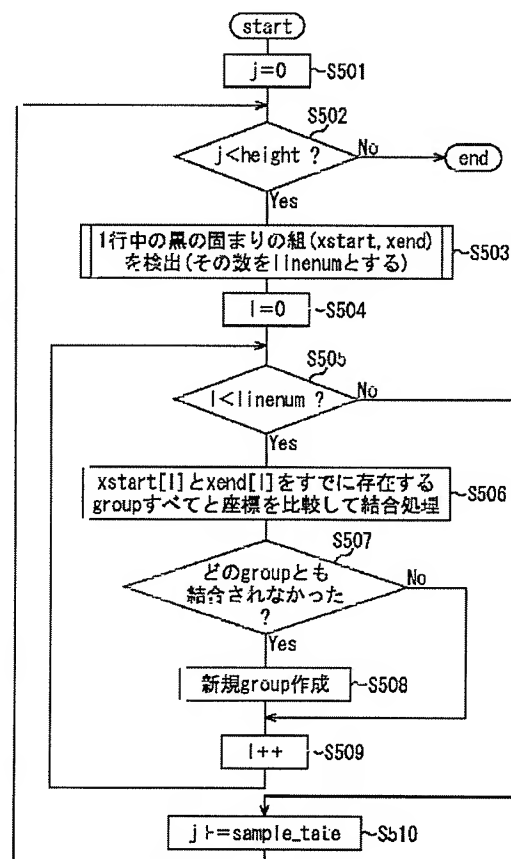 start
j=0
S501
S502
j<height ?
No
end
Yes
1行中の黒の固まりの組(xstart, xend)
を検出(その数をlinenumとする)
S503
l=0
S504
S505
l<linenum ?
No
Yes
xstart[l]とxend[l]をすでに存在する
groupすべてと座標を比較して結合処理
S506
S507
どのgroupとも
結合されなかった
?
No
Yes
新規group作成
S508
l++
S509
j+=sample_tate
S510